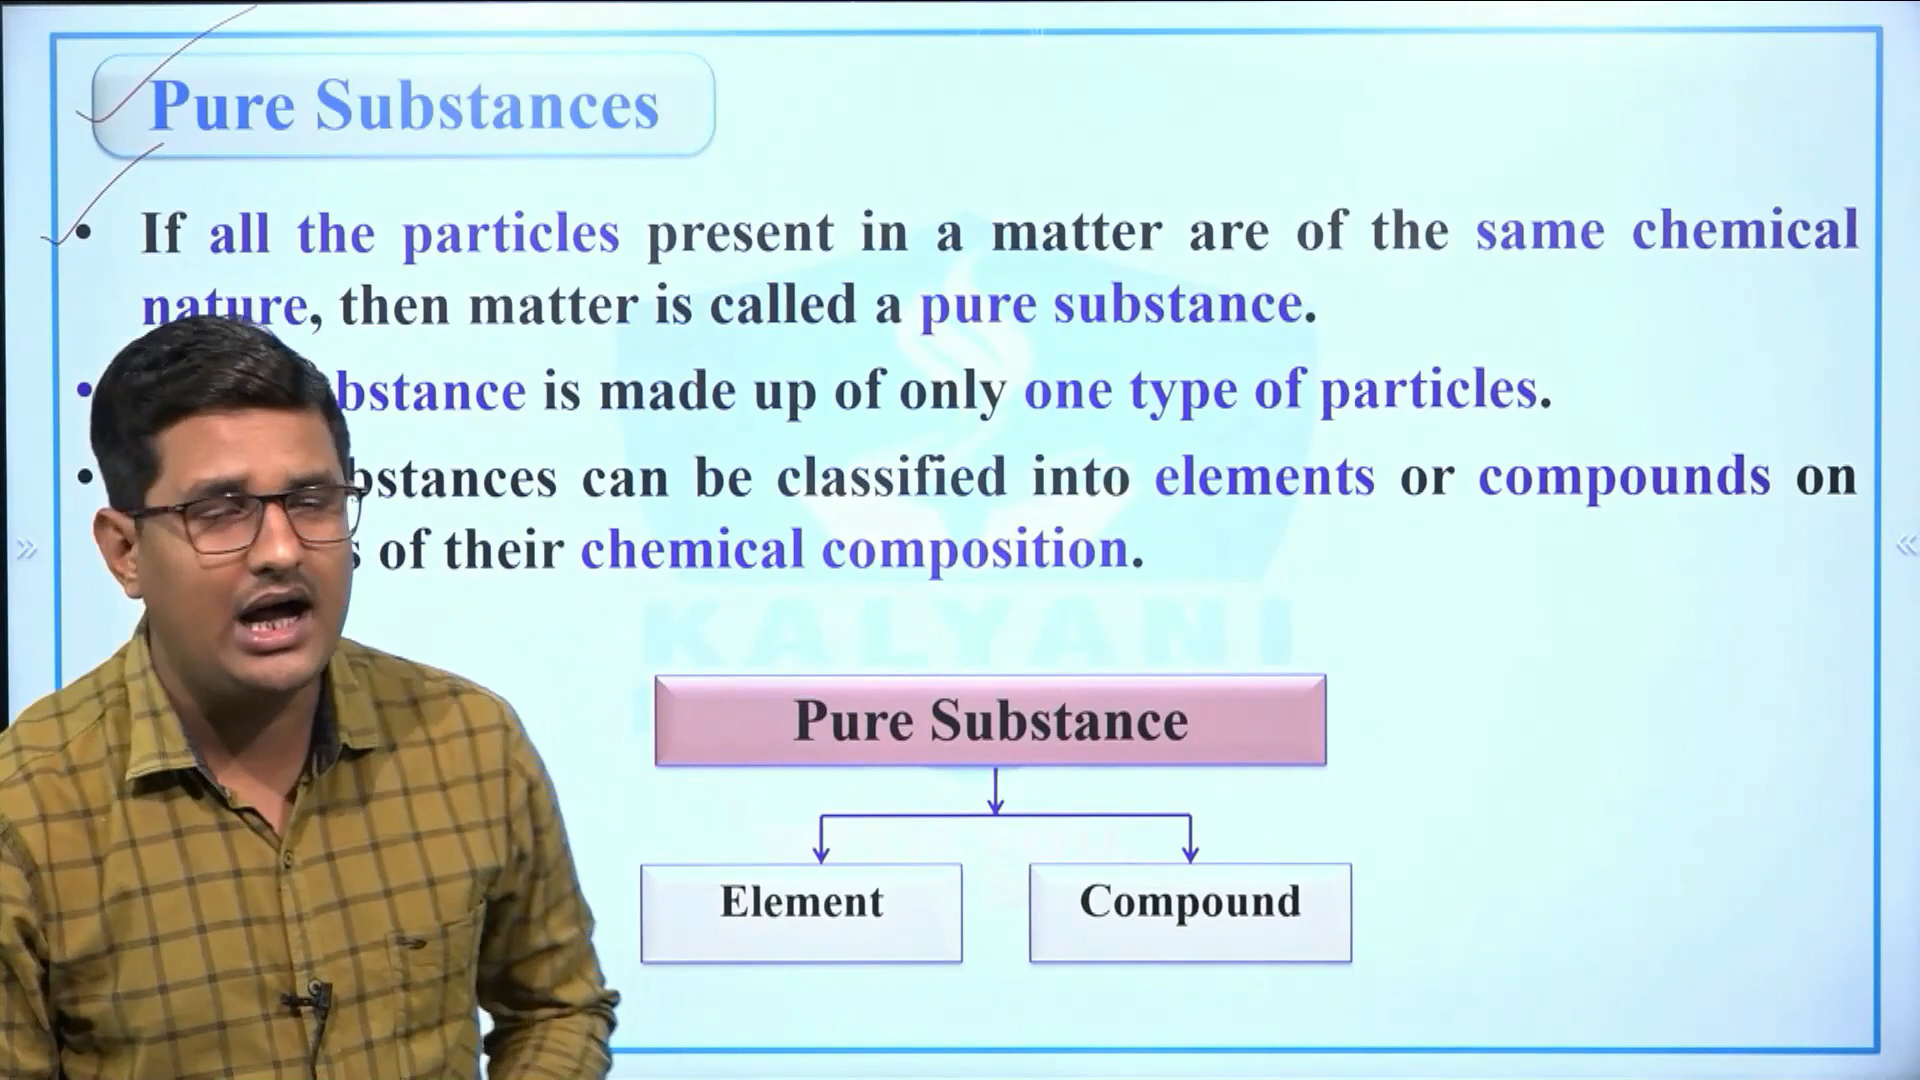 Pure Substances
• If all the particles present in a matter are of the same chemical
nature, then matter is called a pure substance.
• bstance is made up of only one type of particles.
• bstances can be classified into elements or compounds on
s of their chemical composition.
KALYANI
Pure Substance
Element
Compound